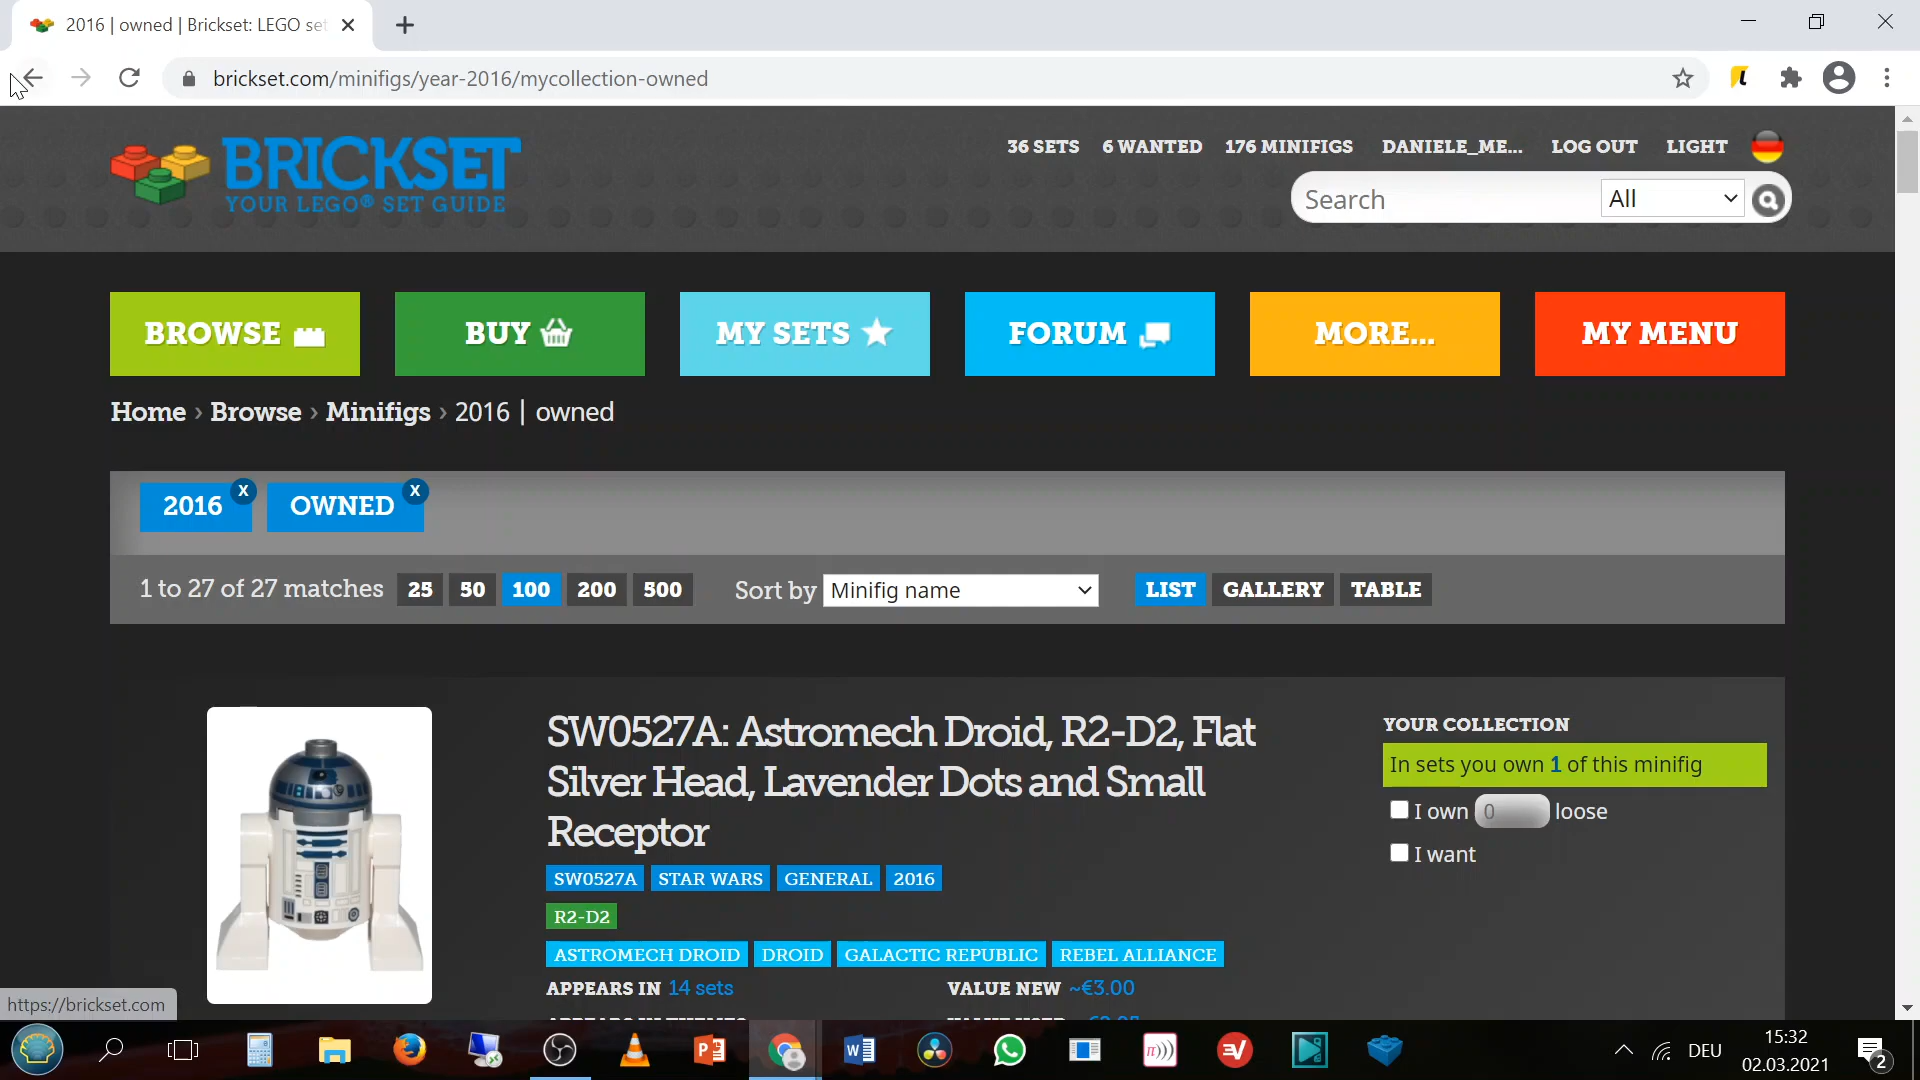 2016 | owned | Brickset: LEGO set
brickset.com/minifigs/year-2016/mycollection-owned
36 SETS 6 WANTED 176 MINIFIGS DANIELE_ME... LOG OUT LIGHT
BRICKSET
YOUR LEGO® SET GUIDE
Search All
BROWSE BUY MY SETS FORUM MORE... MY MENU
Home › Browse › Minifigs › 2016 | owned
2016 X OWNED X
1 to 27 of 27 matches 25 50 100 200 500 Sort by Minifig name LIST GALLERY TABLE
SW0527A: Astromech Droid, R2-D2, Flat
Silver Head, Lavender Dots and Small
Receptor
SW0527A STAR WARS GENERAL 2016
R2-D2
ASTROMECH DROID DROID GALACTIC REPUBLIC REBEL ALLIANCE
APPEARS IN 14 sets VALUE NEW ~€3.00
YOUR COLLECTION
In sets you own 1 of this minifig
I own 0 loose
I want
https://brickset.com
DEU
15:32
02.03.2021
2